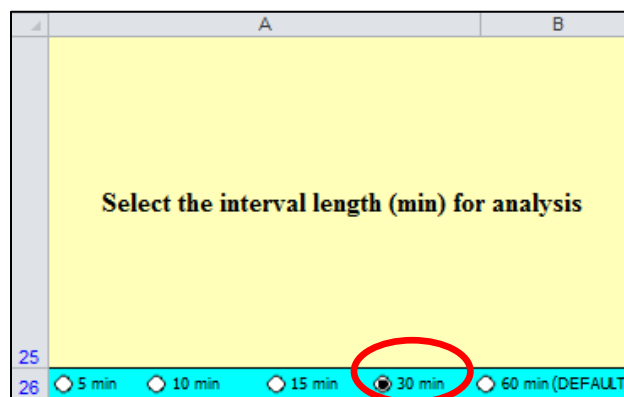 A B
Select the interval length (min) for analysis
25
26 5 min 10 min 15 min 30 min 60 min (DEFAULT